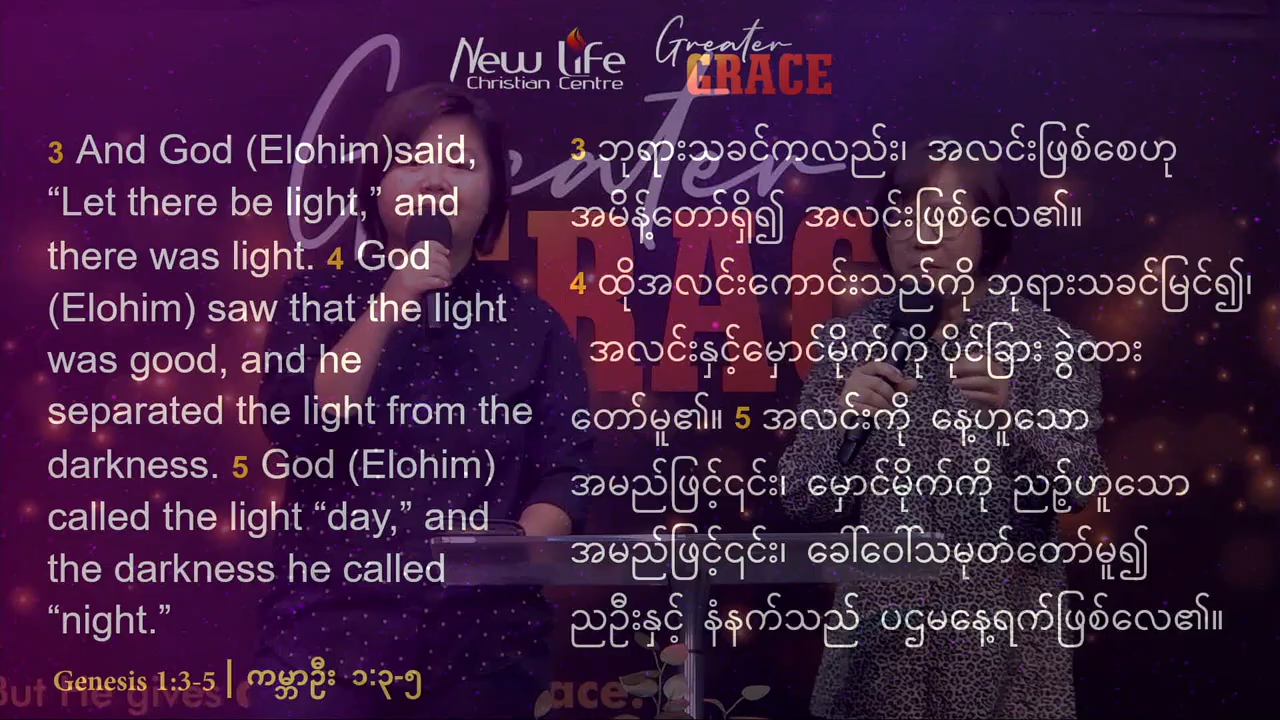 New Life
Christian Centre
Greater
GRACE
3 And God (Elohim)said,
“Let there be light,” and
there was light. 4 God
(Elohim) saw that the light
was good, and he
separated the light from the
darkness. 5 God (Elohim)
called the light “day,” and
the darkness he called
“night.”
3 ဘုရားသခင်ကလည်း၊ အလင်းဖြစ်စေဟု
အမိန့်တော်ရှိ၍ အလင်းဖြစ်လေ၏။
4 ထိုအလင်းကောင်းသည်ကို ဘုရားသခင်မြင်၍၊
အလင်းနှင့်မှောင်မိုက်ကို ပိုင်ခြား ခွဲထား
တော်မူ၏။ 5 အလင်းကို နေ့ဟူသော
အမည်ဖြင့်၎င်း၊ မှောင်မိုက်ကို ညဉ့်ဟူသော
အမည်ဖြင့်၎င်း၊ ခေါ်ဝေါ်သမုတ်တော်မူ၍
ညဦးနှင့် နံနက်သည် ပဌမနေ့ရက်ဖြစ်လေ၏။
Genesis 1:3-5 | ကမ္ဘာဦး ၁:၃-၅
Greater
GRAC
But He gives
ace.